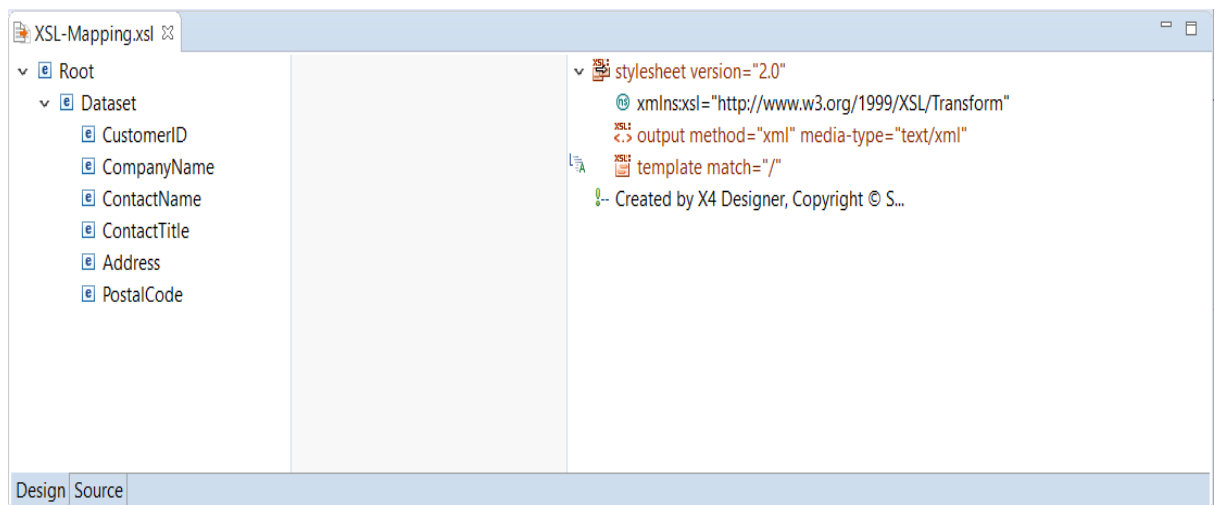 XSL-Mapping.xsl
Root
Dataset
CustomerID
CompanyName
ContactName
ContactTitle
Address
PostalCode
stylesheet version="2.0"
xmlns:xsl="http://www.w3.org/1999/XSL/Transform"
output method="xml" media-type="text/xml"
template match="/"
Created by X4 Designer, Copyright © S...
Design Source